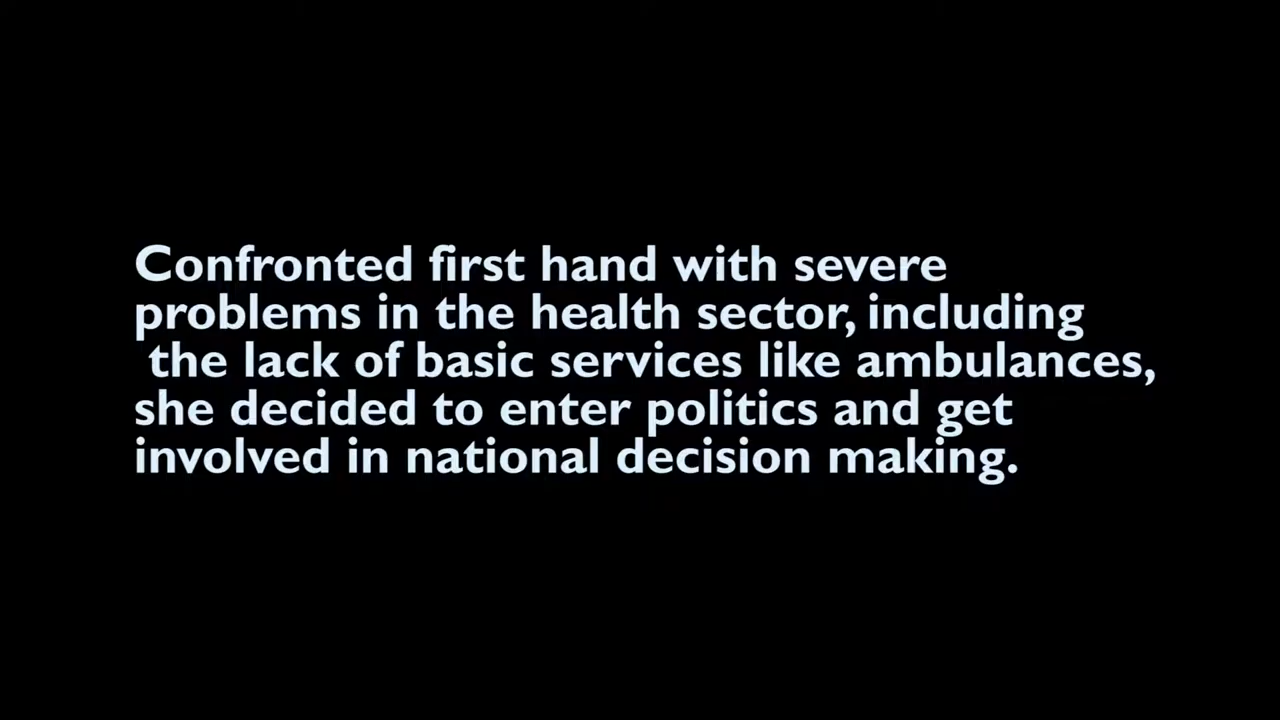 Confronted first hand with severe
problems in the health sector, including
the lack of basic services like ambulances,
she decided to enter politics and get
involved in national decision making.